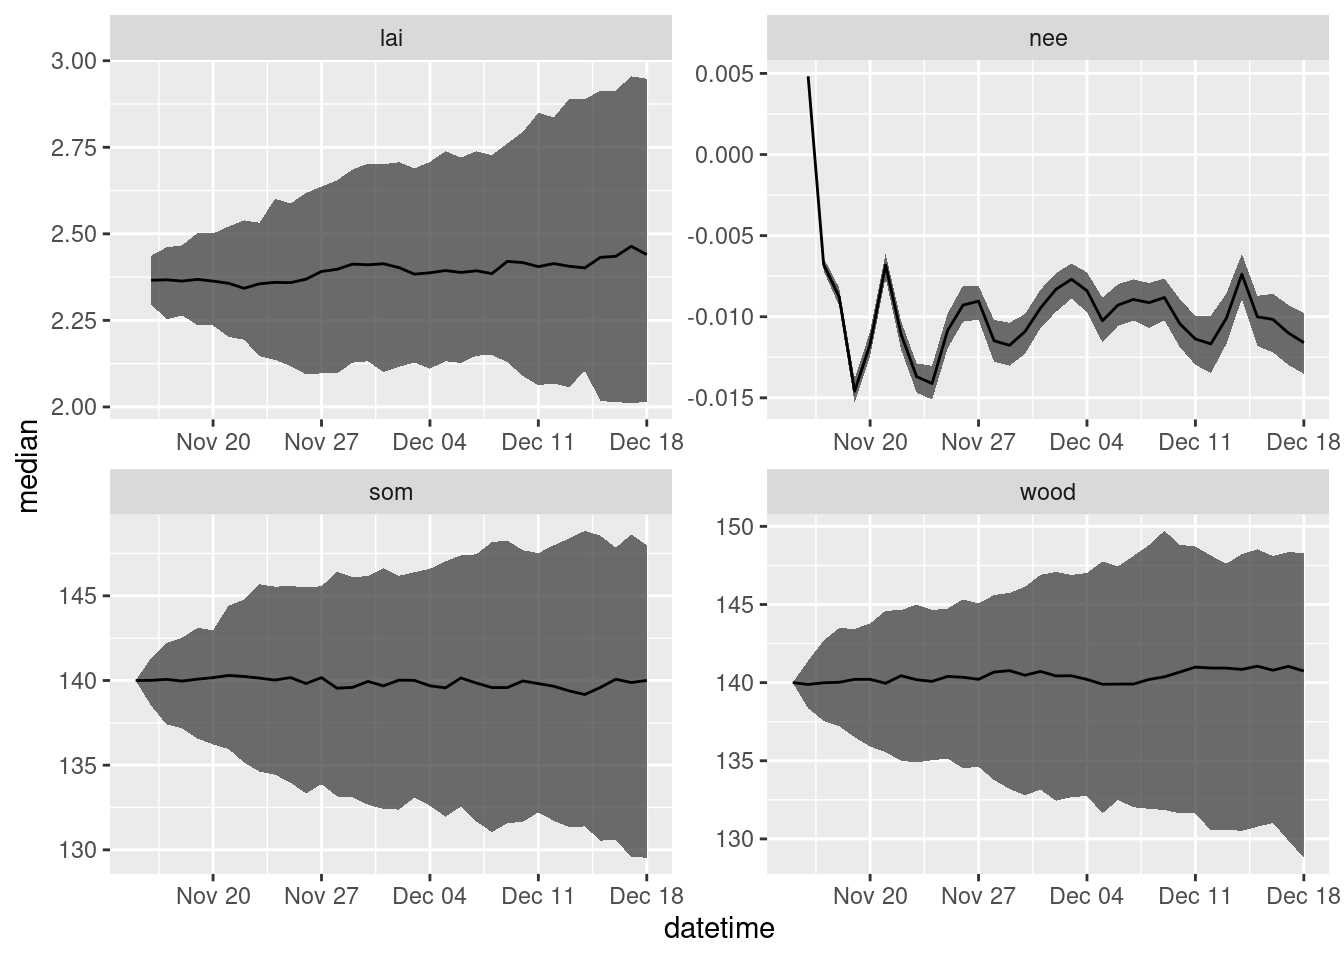 lai
nee
3.00
2.75
2.50
2.25
2.00
0.005
0.000
-0.005
-0.010
-0.015
Nov 20 Nov 27 Dec 04 Dec 11 Dec 18
Nov 20 Nov 27 Dec 04 Dec 11 Dec 18
median
som
wood
145
140
135
130
150
145
140
135
130
Nov 20 Nov 27 Dec 04 Dec 11 Dec 18
Nov 20 Nov 27 Dec 04 Dec 11 Dec 18
datetime